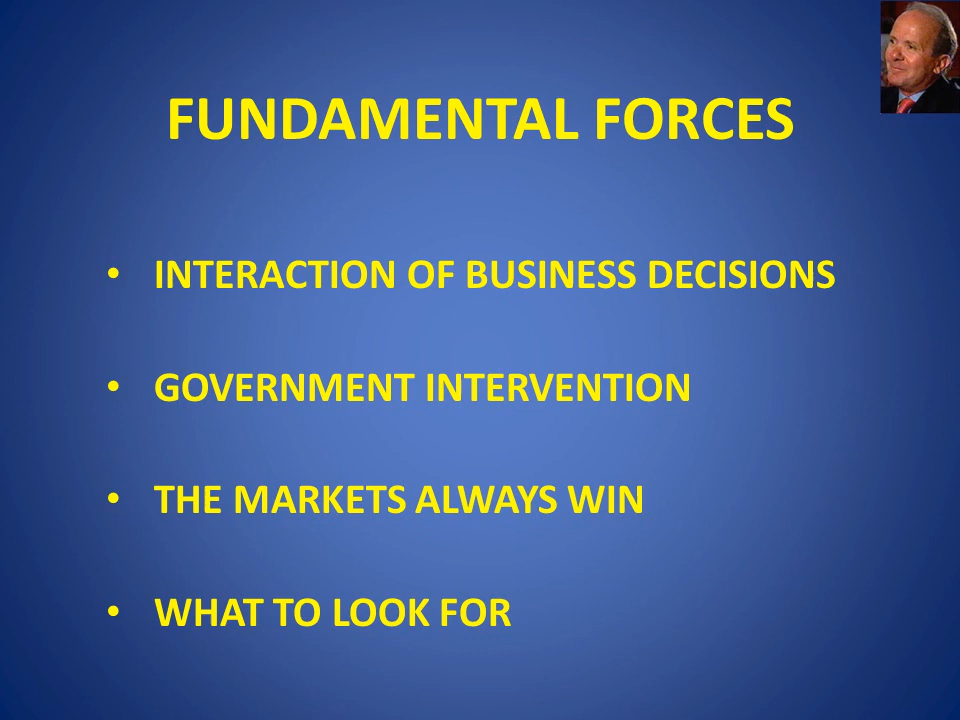 FUNDAMENTAL FORCES
• INTERACTION OF BUSINESS DECISIONS
• GOVERNMENT INTERVENTION
• THE MARKETS ALWAYS WIN
• WHAT TO LOOK FOR